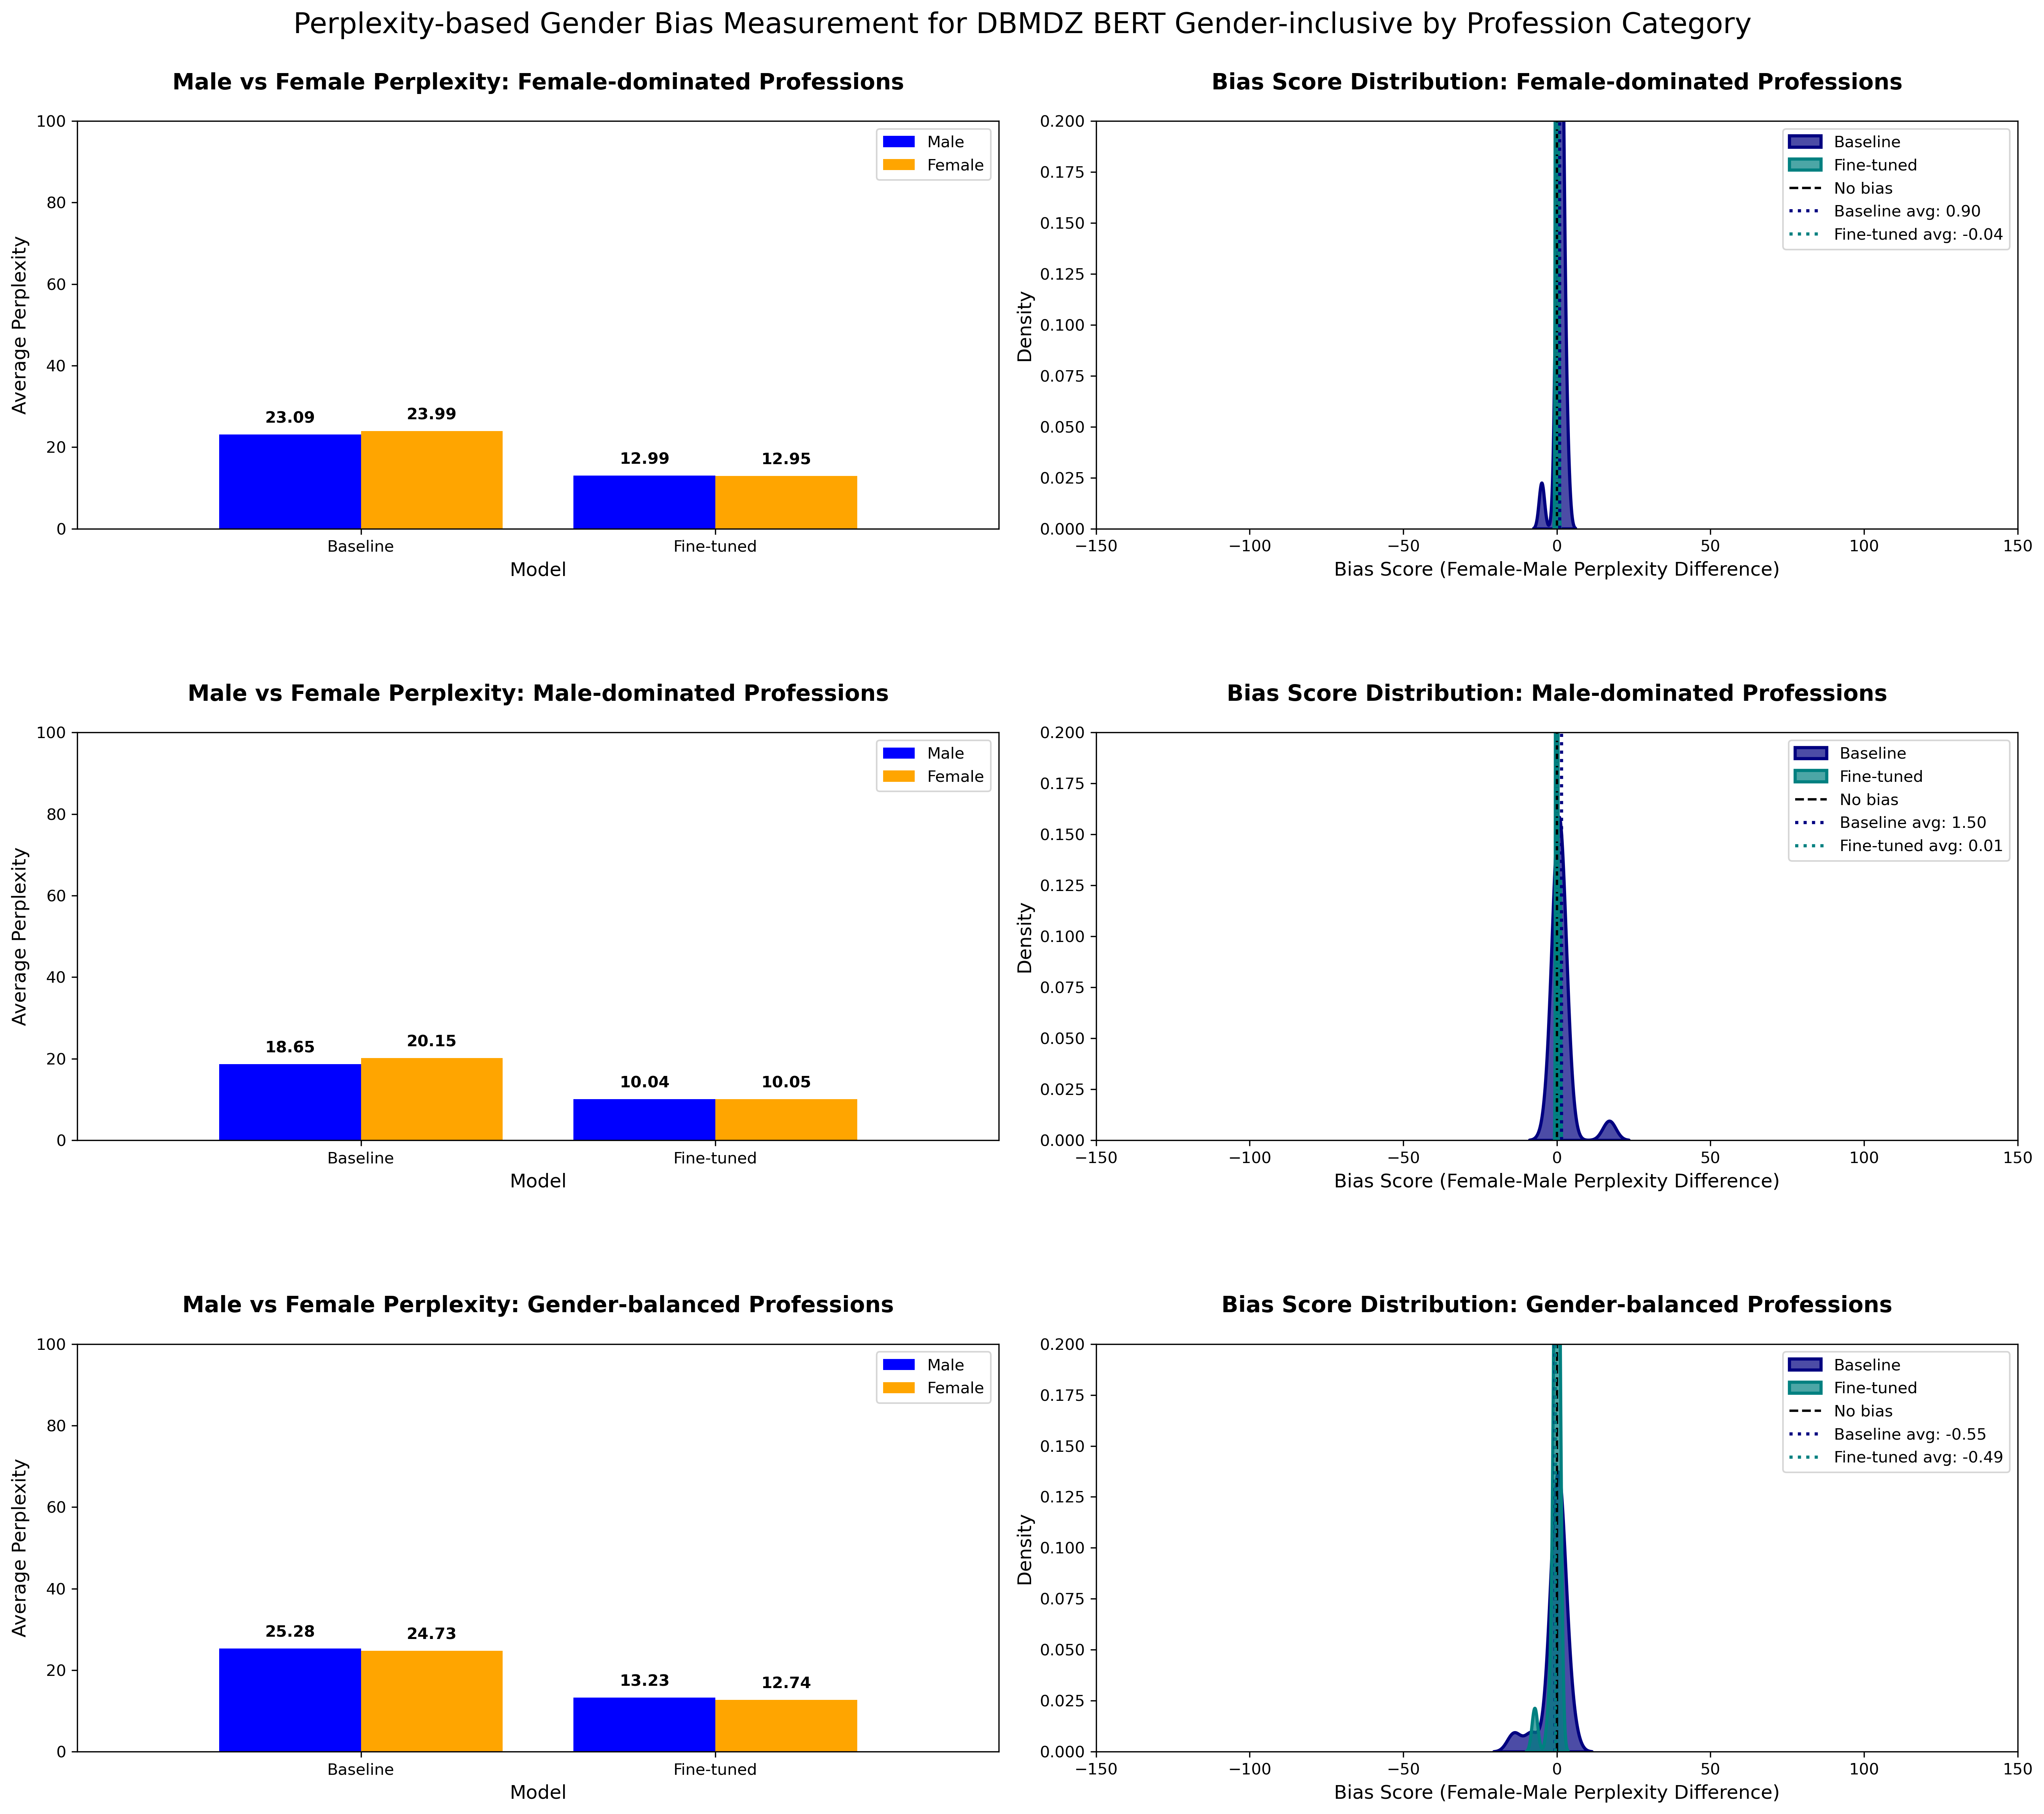 Perplexity-based Gender Bias Measurement for DBMDZ BERT Gender-inclusive by Profession Category
Male vs Female Perplexity: Female-dominated Professions
100
80
60
40
20
0
Average Perplexity
23.09
23.99
12.99
12.95
Male
Female
Baseline
Fine-tuned
Model
Bias Score Distribution: Female-dominated Professions
0.200
0.175
0.150
0.125
0.100
0.075
0.050
0.025
0.000
Density
Baseline
Fine-tuned
No bias
Baseline avg: 0.90
Fine-tuned avg: -0.04
−150
−100
−50
0
50
100
150
Bias Score (Female-Male Perplexity Difference)
Male vs Female Perplexity: Male-dominated Professions
100
80
60
40
20
0
Average Perplexity
18.65
20.15
10.04
10.05
Male
Female
Baseline
Fine-tuned
Model
Bias Score Distribution: Male-dominated Professions
0.200
0.175
0.150
0.125
0.100
0.075
0.050
0.025
0.000
Density
Baseline
Fine-tuned
No bias
Baseline avg: 1.50
Fine-tuned avg: 0.01
−150
−100
−50
0
50
100
150
Bias Score (Female-Male Perplexity Difference)
Male vs Female Perplexity: Gender-balanced Professions
100
80
60
40
20
0
Average Perplexity
25.28
24.73
13.23
12.74
Male
Female
Baseline
Fine-tuned
Model
Bias Score Distribution: Gender-balanced Professions
0.200
0.175
0.150
0.125
0.100
0.075
0.050
0.025
0.000
Density
Baseline
Fine-tuned
No bias
Baseline avg: -0.55
Fine-tuned avg: -0.49
−150
−100
−50
0
50
100
150
Bias Score (Female-Male Perplexity Difference)